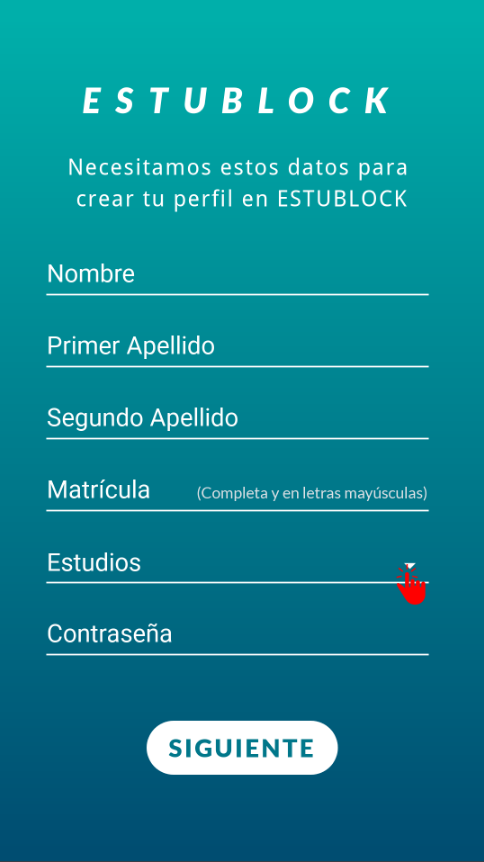 ESTUBLOCK
Necesitamos estos datos para
crear tu perfil en ESTUBLOCK
Nombre
Primer Apellido
Segundo Apellido
Matrícula (Completa y en letras mayúsculas)
Estudios
Contraseña
SIGUIENTE